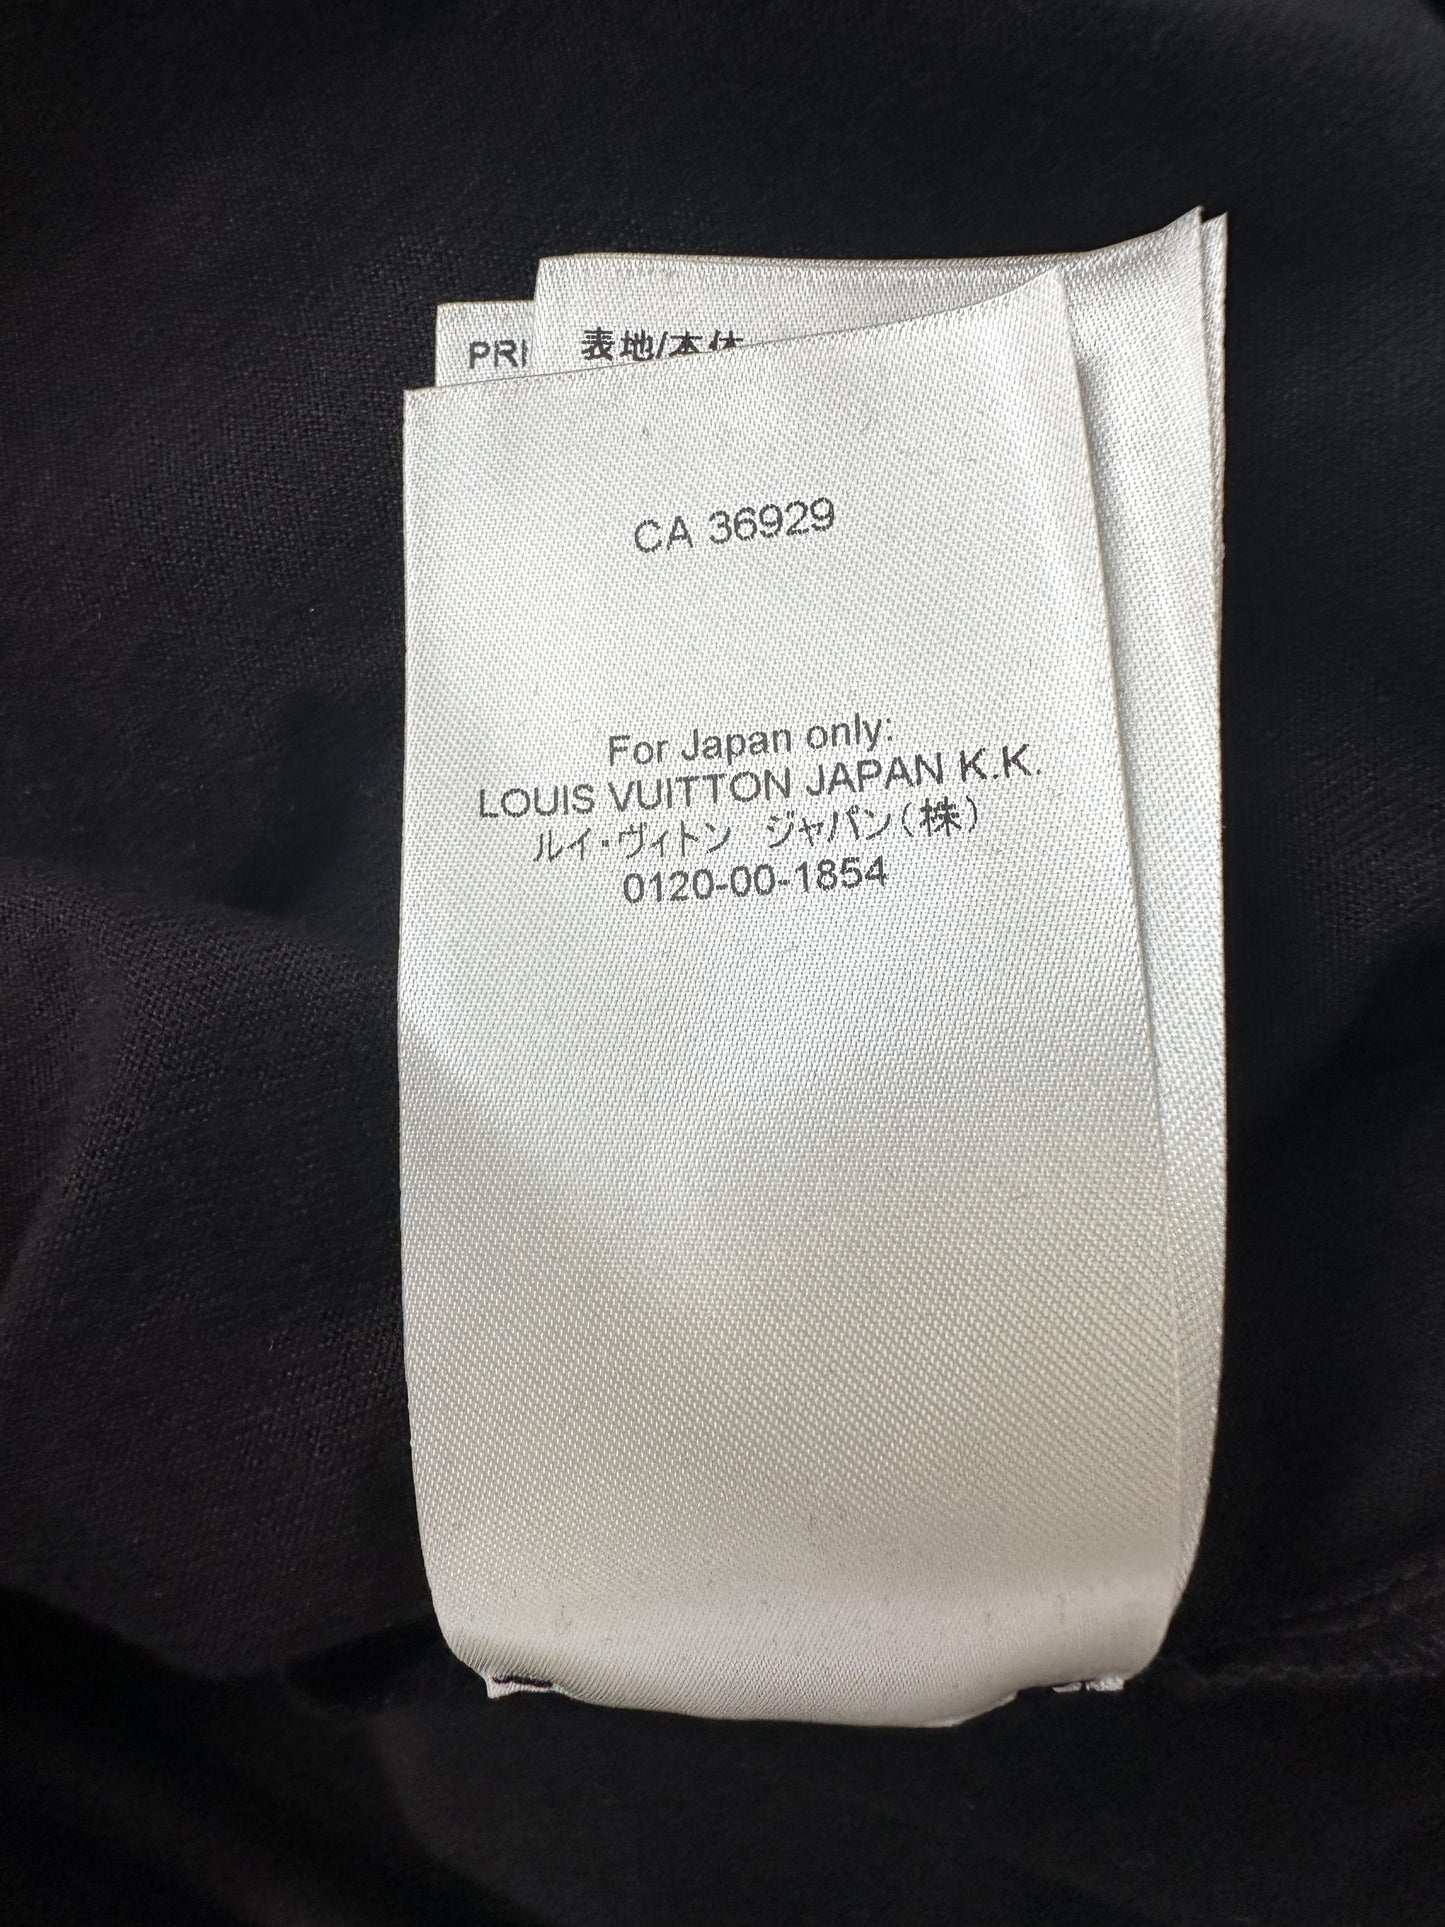 PRI
表地/本体
CA 36929
For Japan only:
LOUIS VUITTON JAPAN K.K.
ルイ・ヴィトン ジャパン(株)
0120-00-1854